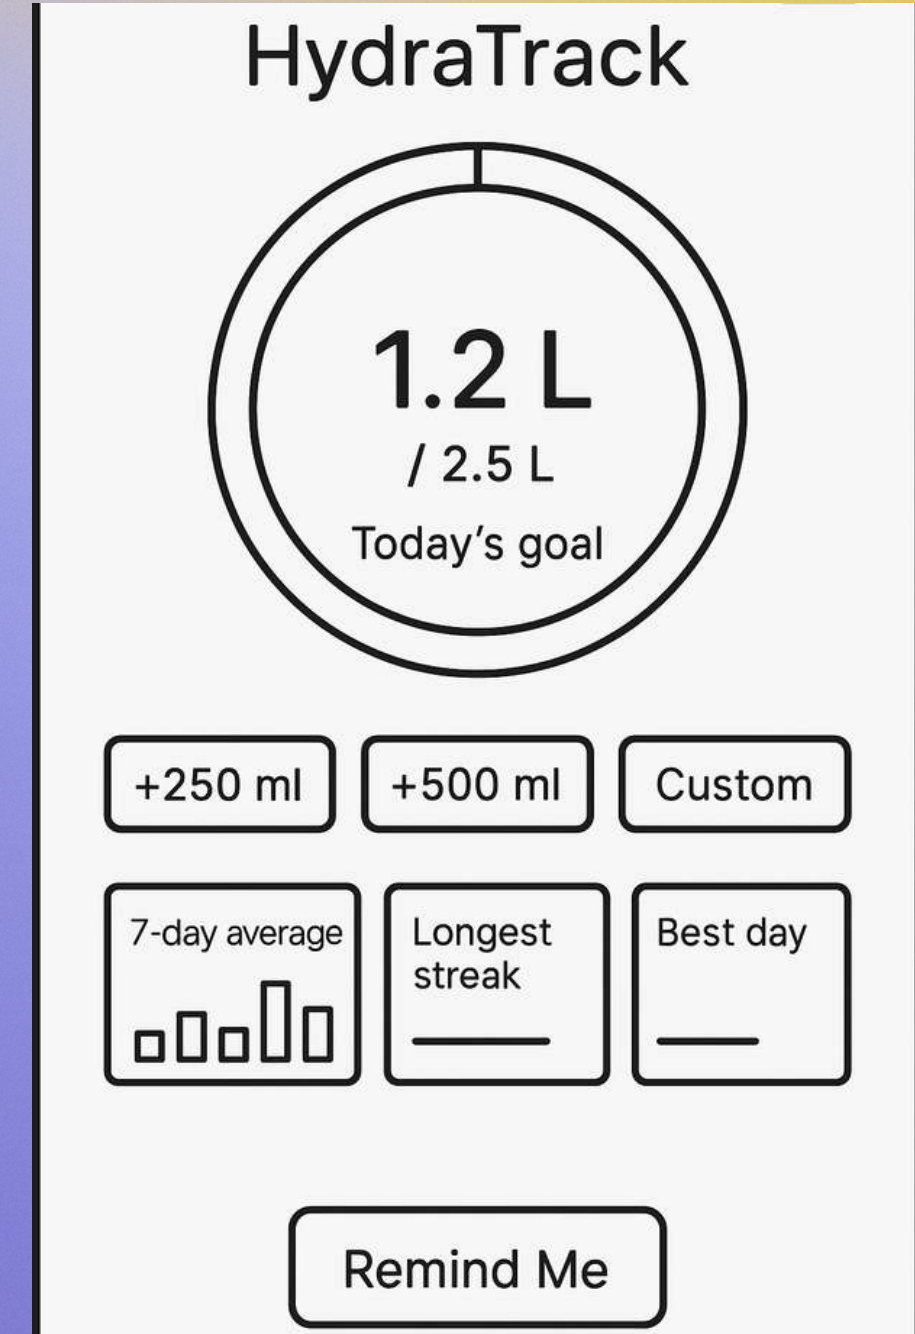 HydraTrack
1.2 L
/ 2.5 L
Today’s goal
+250 ml
+500 ml
Custom
7-day average
Longest
streak
Best day
Remind Me